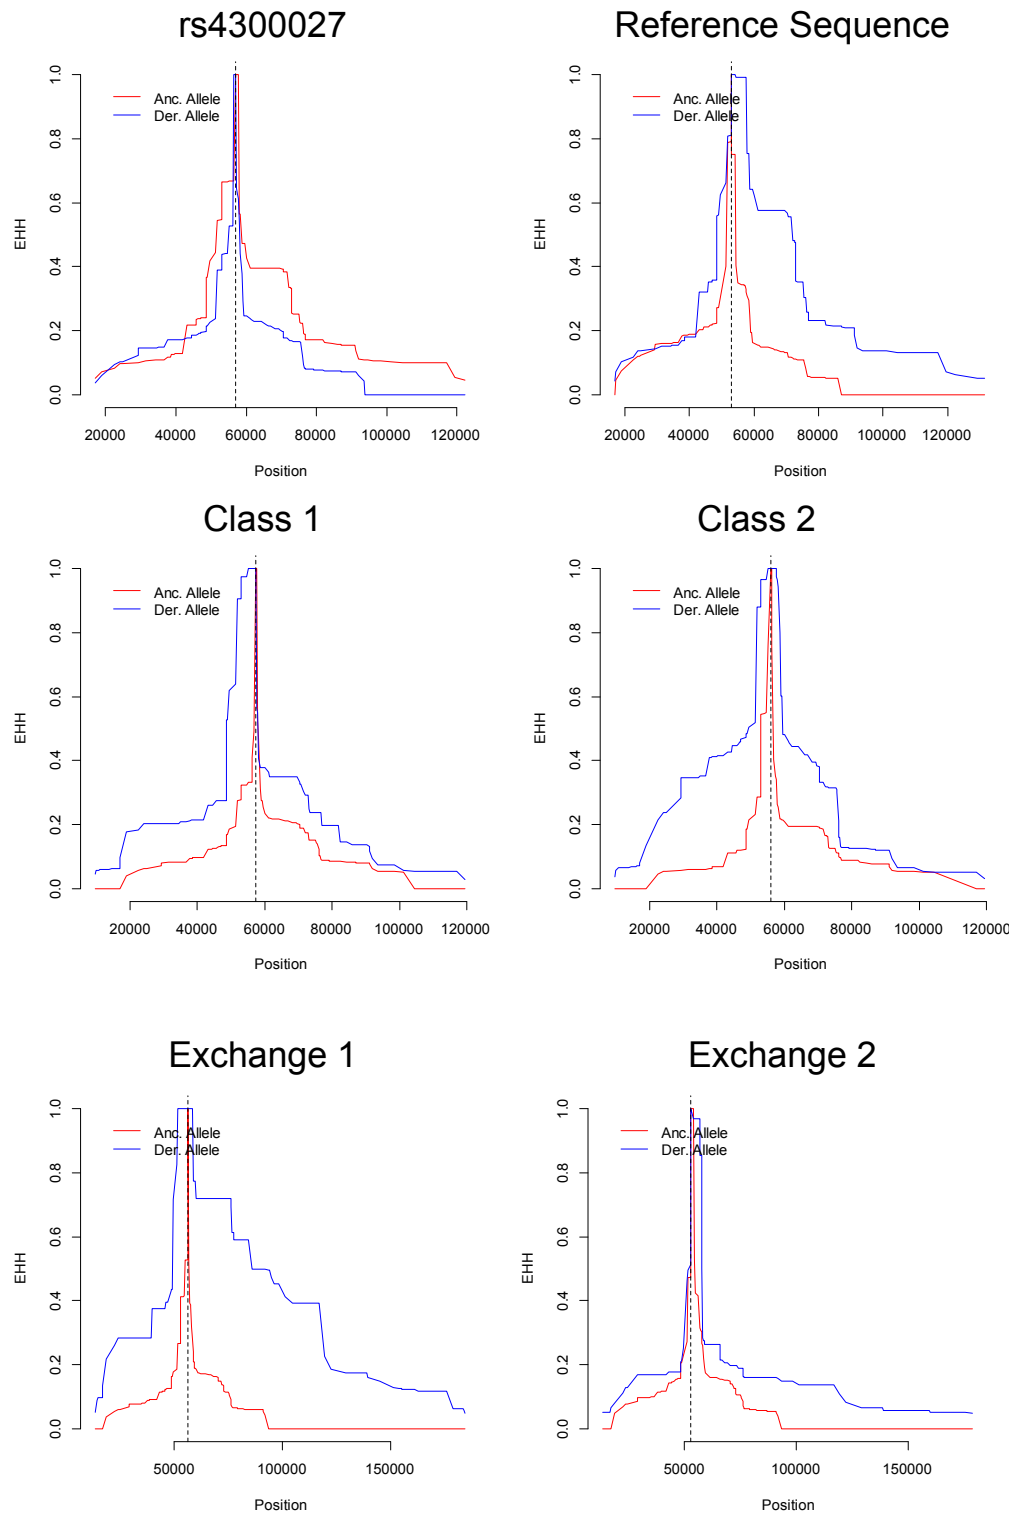 rs4300027
Reference Sequence
Anc. Allele
Der. Allele
EHH
0.0 0.2 0.4 0.6 0.8 1.0
20000 40000 60000 80000 100000 120000
Position
Anc. Allele
Der. Allele
EHH
0.0 0.2 0.4 0.6 0.8 1.0
20000 40000 60000 80000 100000 120000
Position
Class 1
Class 2
Anc. Allele
Der. Allele
EHH
0.0 0.2 0.4 0.6 0.8 1.0
20000 40000 60000 80000 100000 120000
Position
Anc. Allele
Der. Allele
EHH
0.0 0.2 0.4 0.6 0.8 1.0
20000 40000 60000 80000 100000 120000
Position
Exchange 1
Exchange 2
Anc. Allele
Der. Allele
EHH
0.0 0.2 0.4 0.6 0.8 1.0
50000 100000 150000
Position
Anc. Allele
Der. Allele
EHH
0.0 0.2 0.4 0.6 0.8 1.0
50000 100000 150000
Position